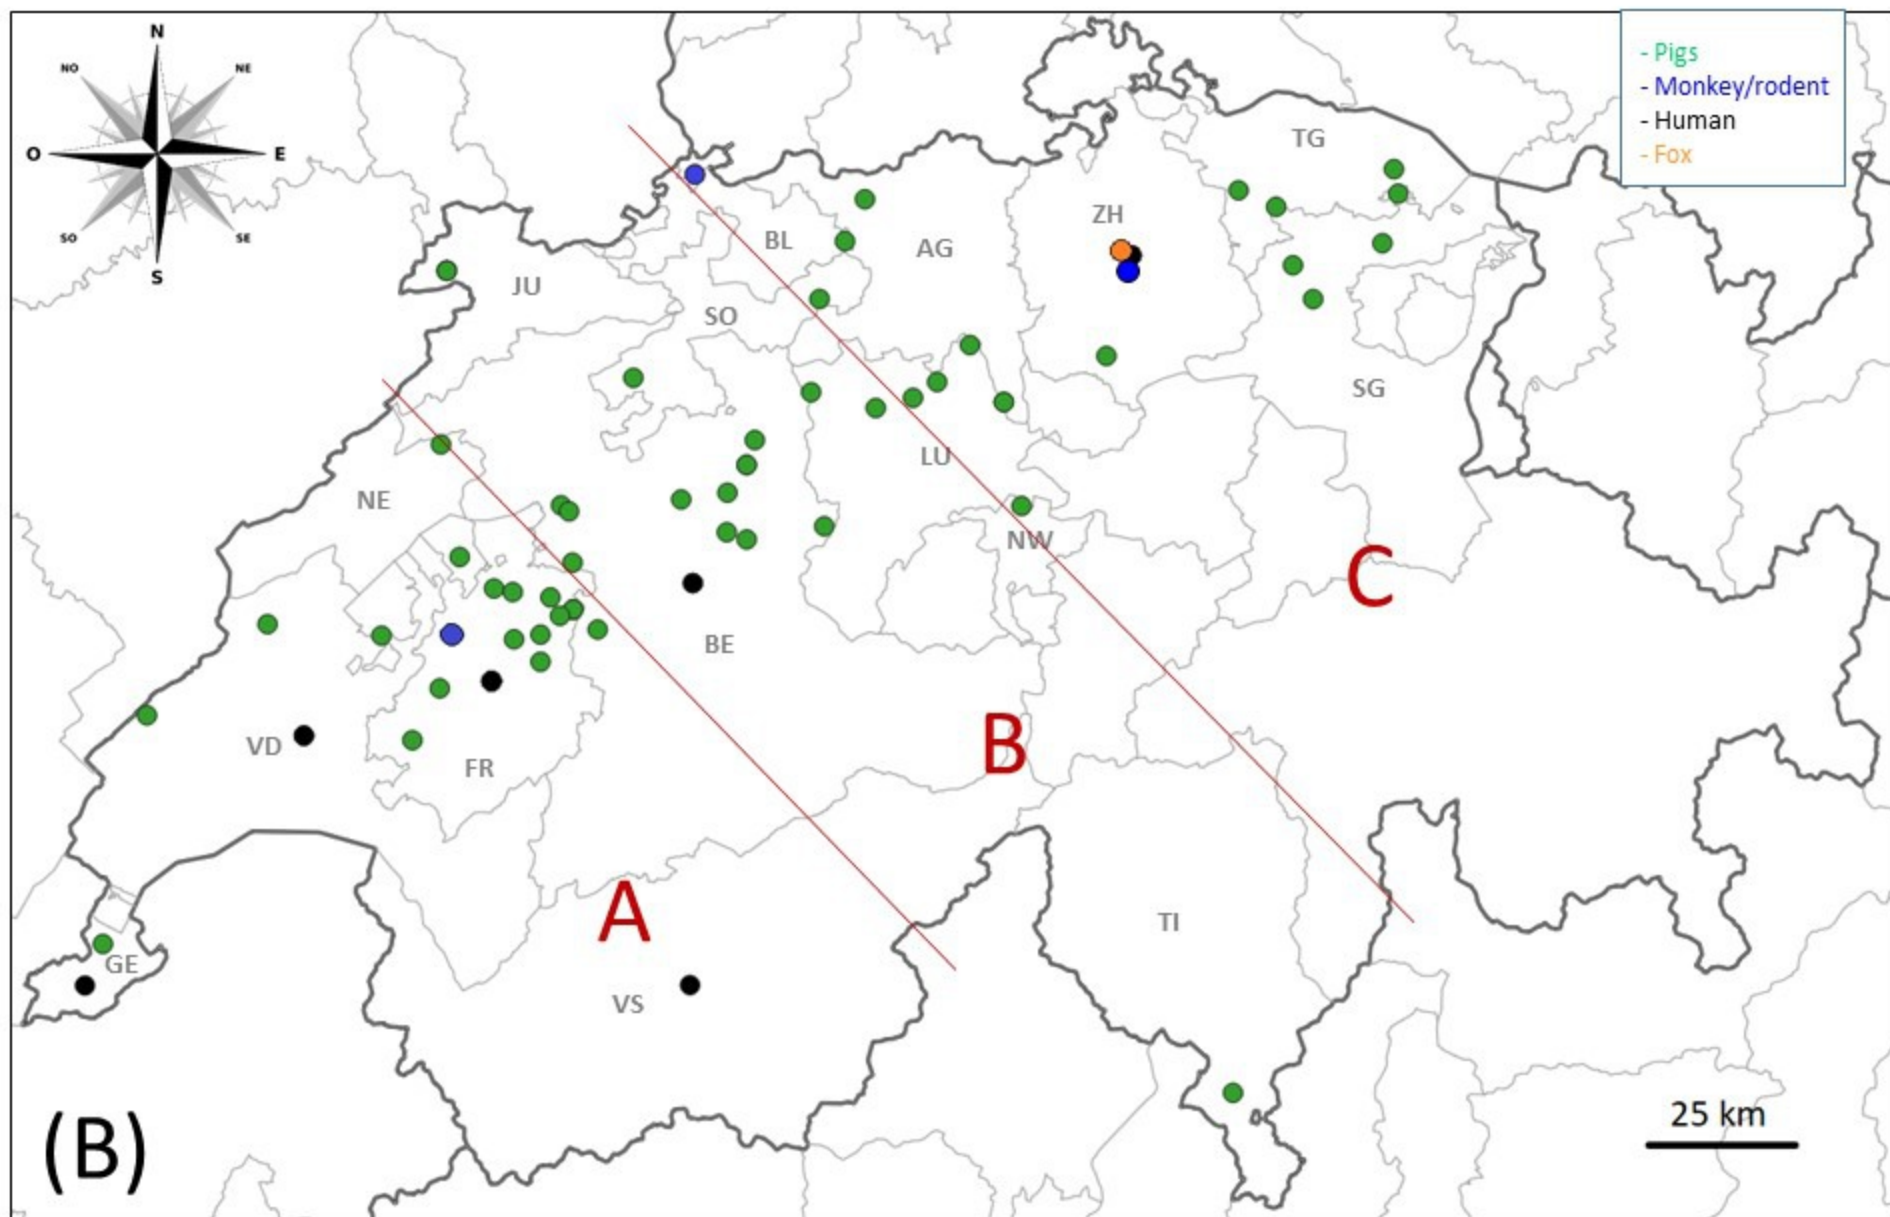 N
NO
NE
O
E
SO
SE
S
- Pigs
- Monkey/rodent
- Human
- Fox
TG
ZH
BL
AG
JU
SO
SG
LU
NE
NW
C
BE
B
VD
FR
A
TI
GE
VS
25 km
(B)